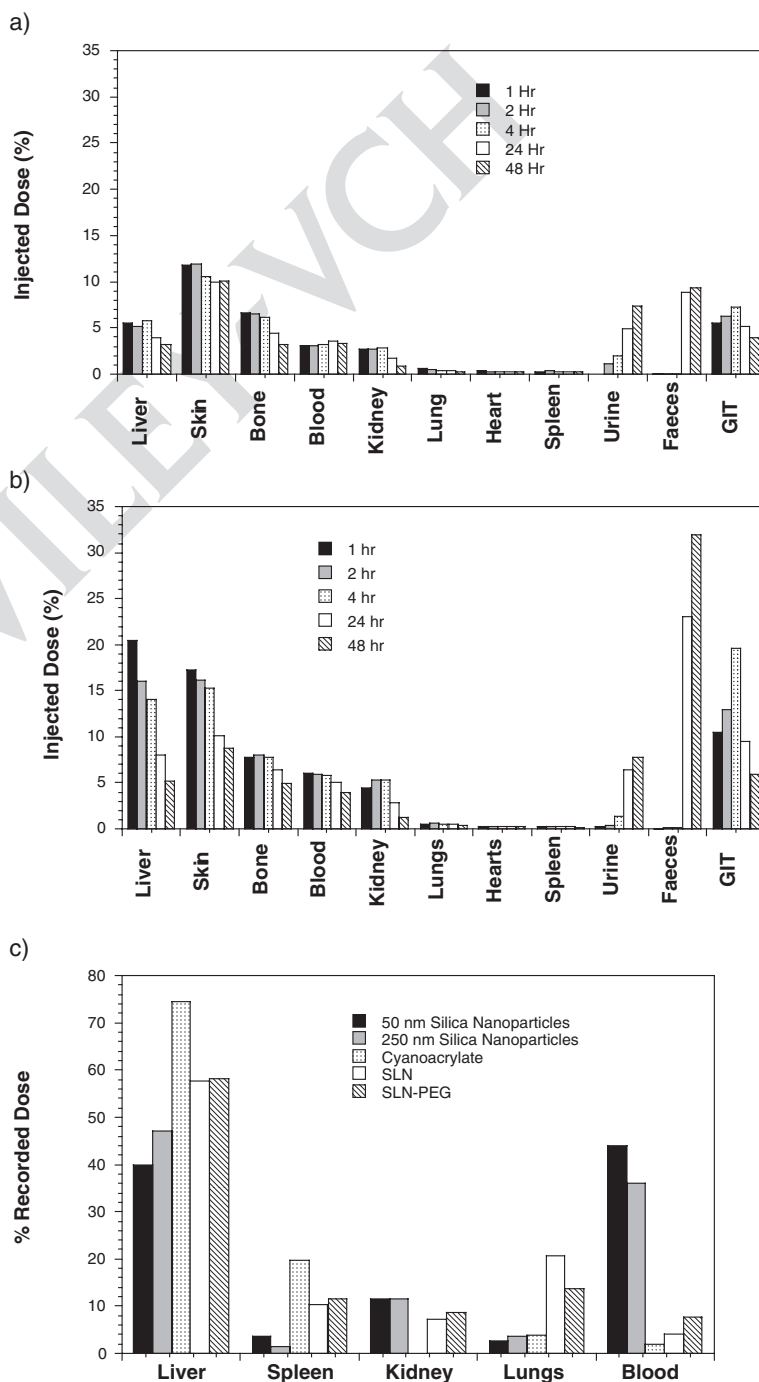 a)
35
30
25
20
15
10
5
0
Injected Dose (%)
1 Hr
2 Hr
4 Hr
24 Hr
48 Hr
Liver
Skin
Bone
Blood
Kidney
Lung
Heart
Spleen
Urine
Faeces
GIT
b)
35
30
25
20
15
10
5
0
Injected Dose (%)
1 hr
2 hr
4 hr
24 hr
48 hr
Liver
Skin
Bone
Blood
Kidney
Lungs
Hearts
Spleen
Urine
Faeces
GIT
c)
80
70
60
50
40
30
20
10
0
% Recorded Dose
50 nm Silica Nanoparticles
250 nm Silica Nanoparticles
Cyanoacrylate
SLN
SLN-PEG
Liver Spleen Kidney Lungs Blood
WILEY-VCH